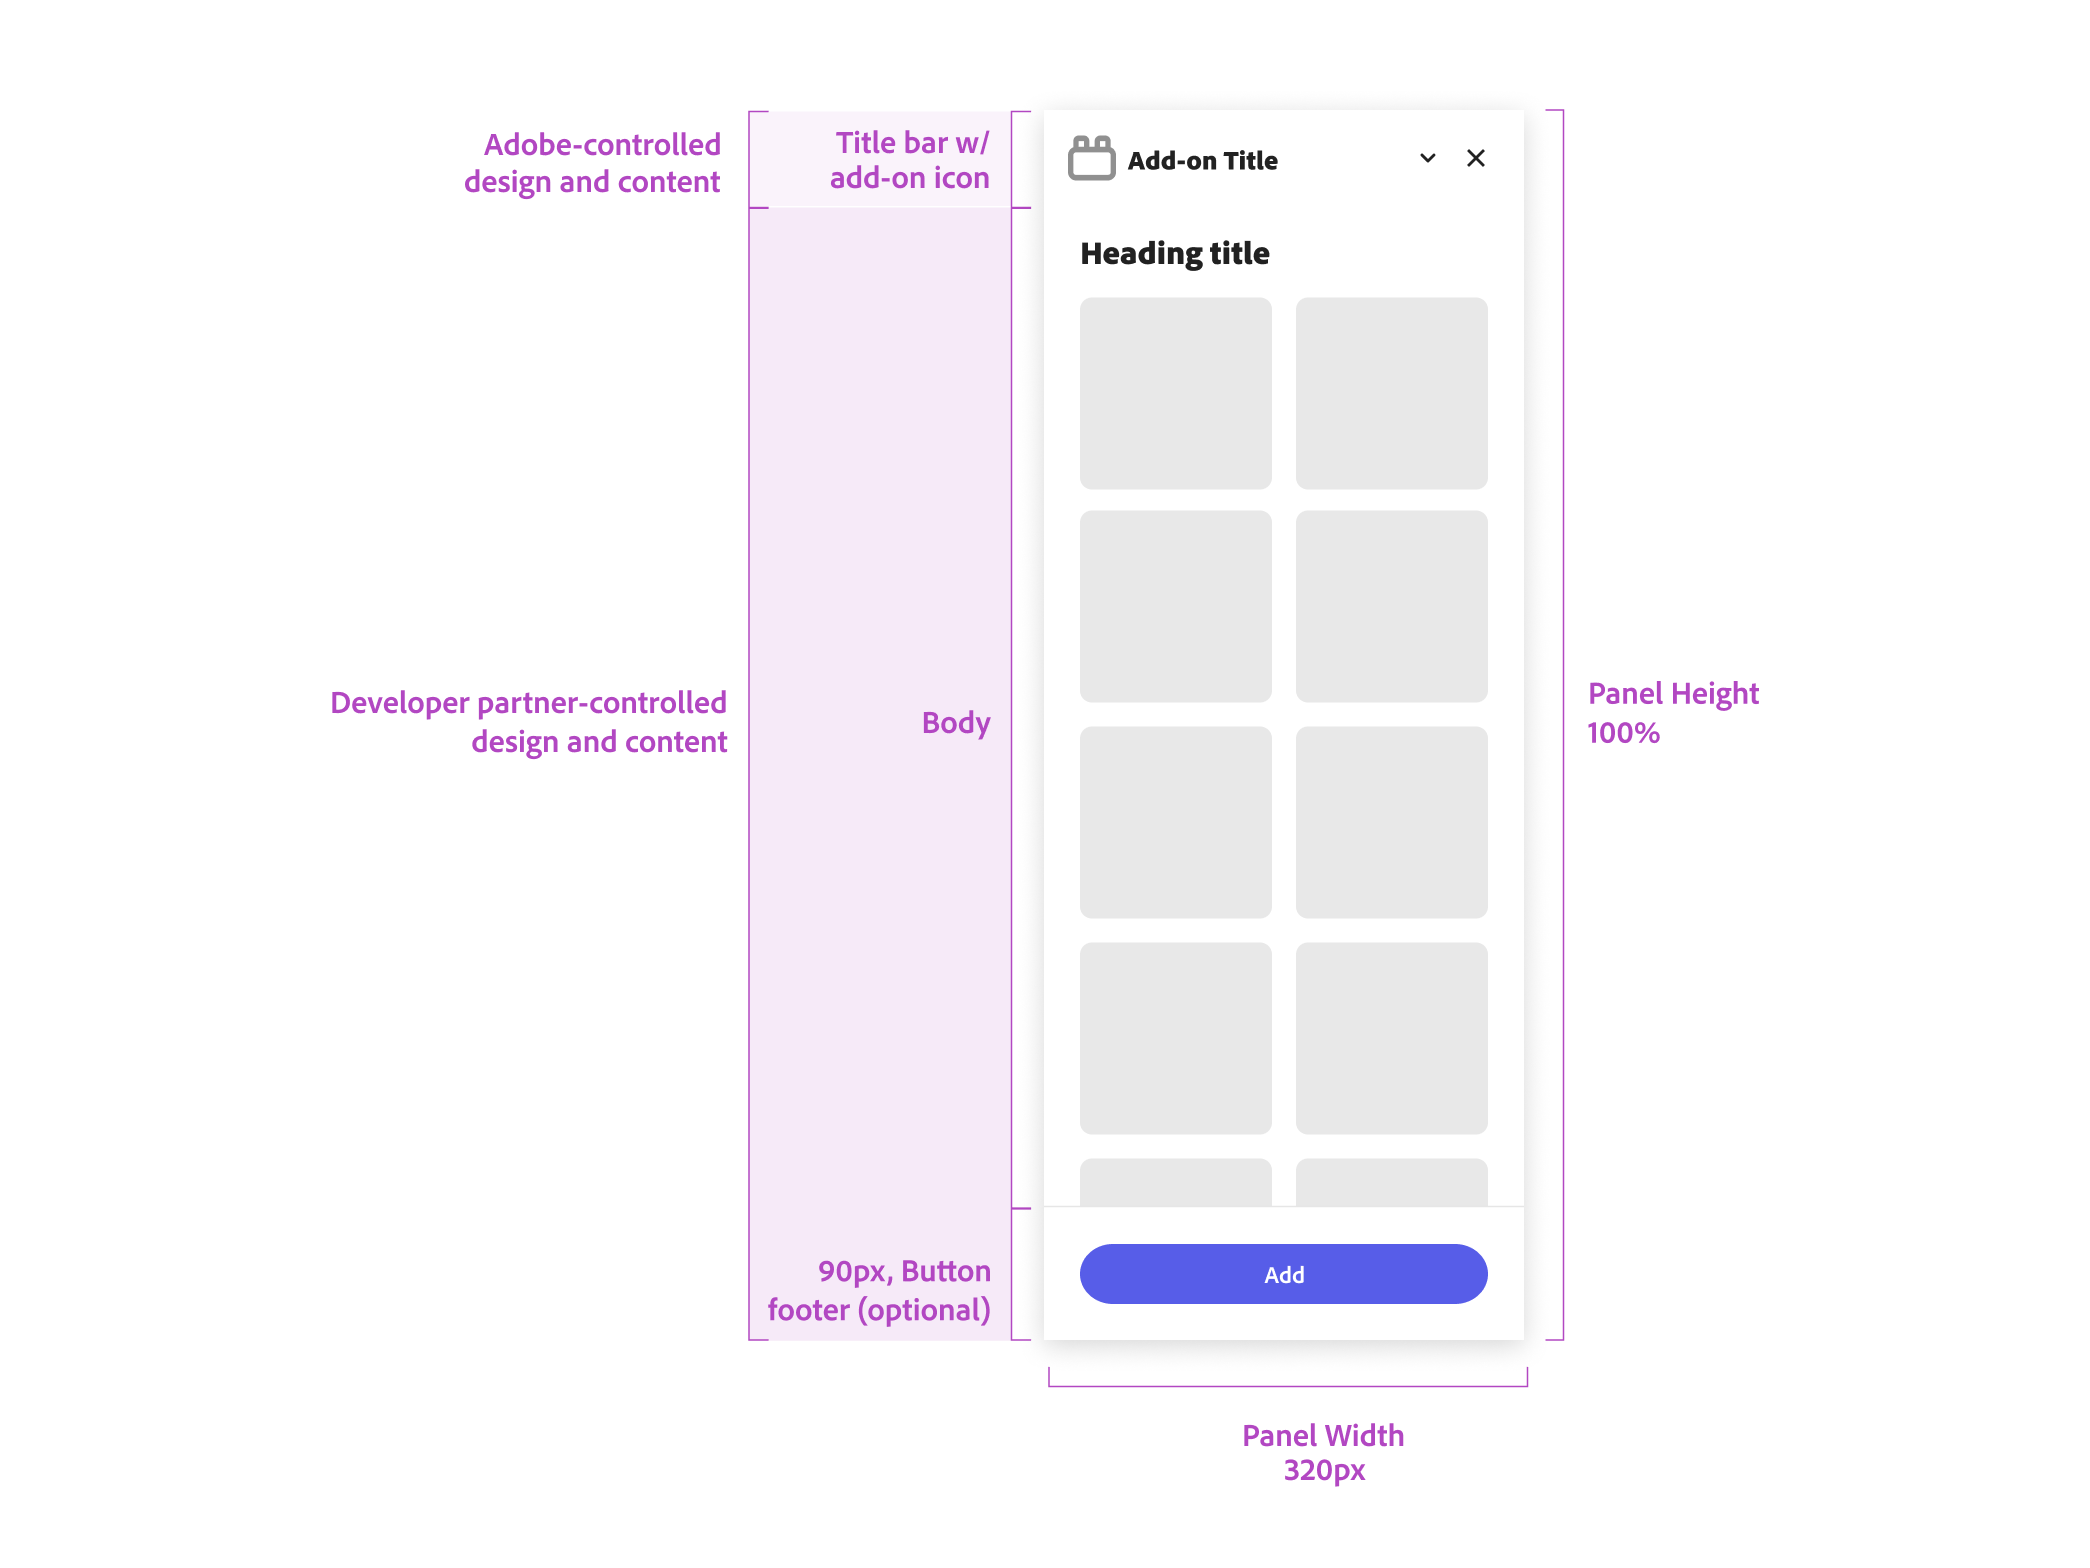 Adobe-controlled
design and content
Title bar w/
add-on icon
Add-on Title
Heading title
Developer partner-controlled
design and content
Body
Panel Height
100%
90px, Button
footer (optional)
Add
Panel Width
320px